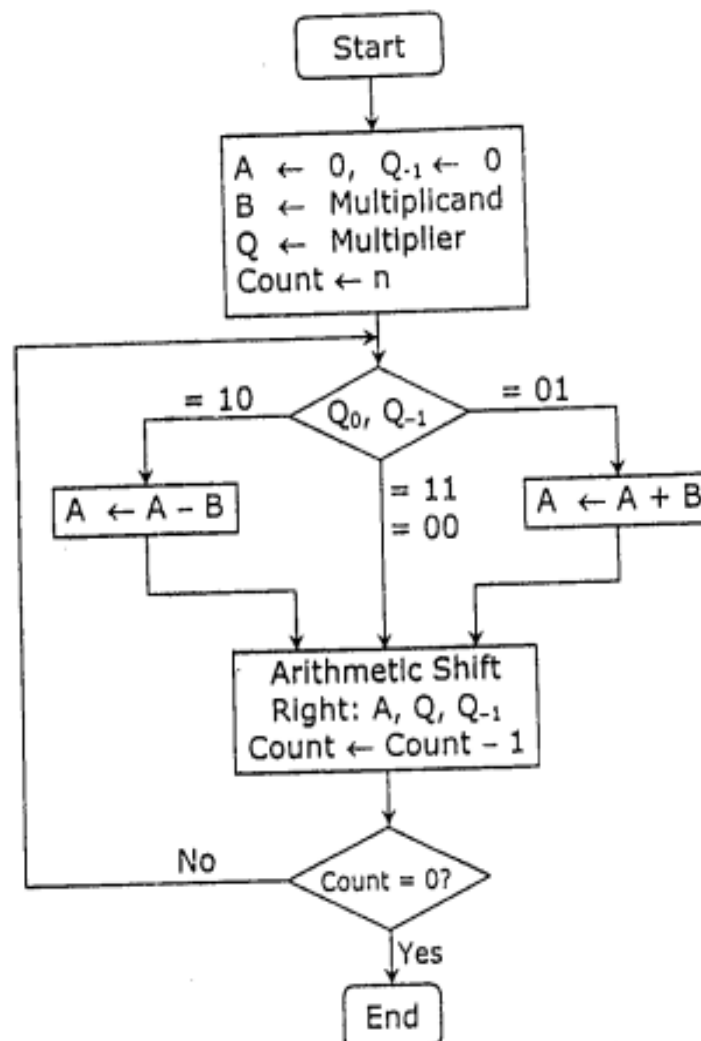 Start
A ← 0, Q₋₁ ← 0
B ← Multiplicand
Q ← Multiplier
Count ← n
= 10
Q₀, Q₋₁
= 01
A ← A – B
= 11
= 00
A ← A + B
Arithmetic Shift
Right: A, Q, Q₋₁
Count ← Count – 1
No
Count = 0?
Yes
End